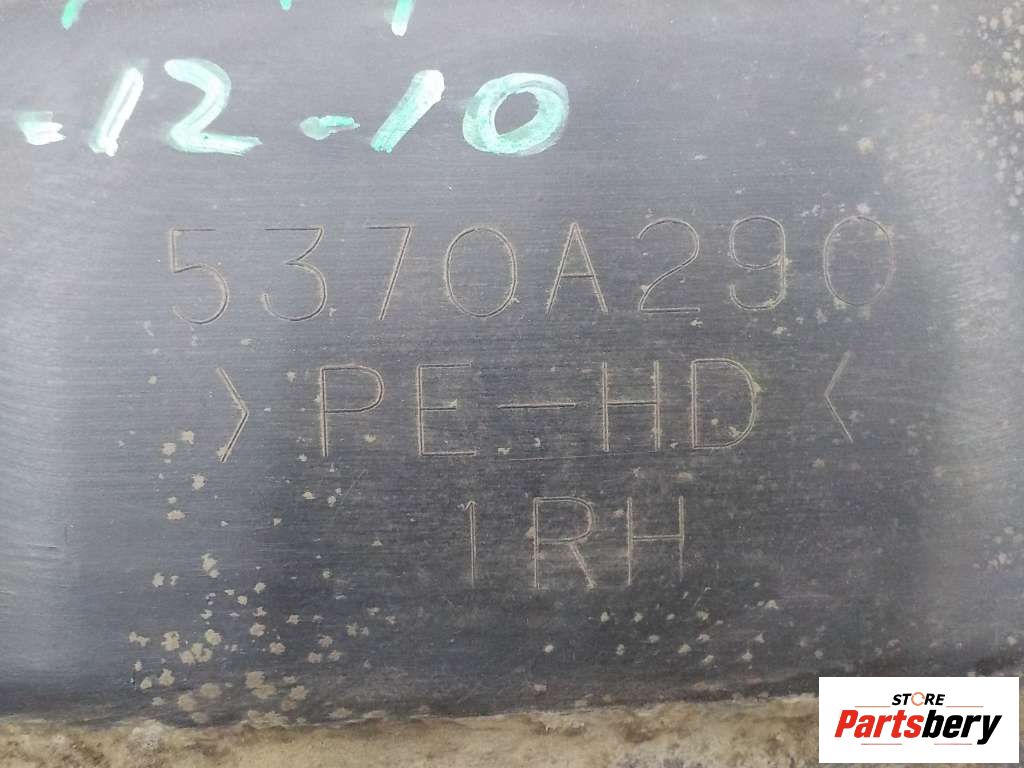 -12-10
5370A290
>PE-HD<
1RH
STORE
Partsbery